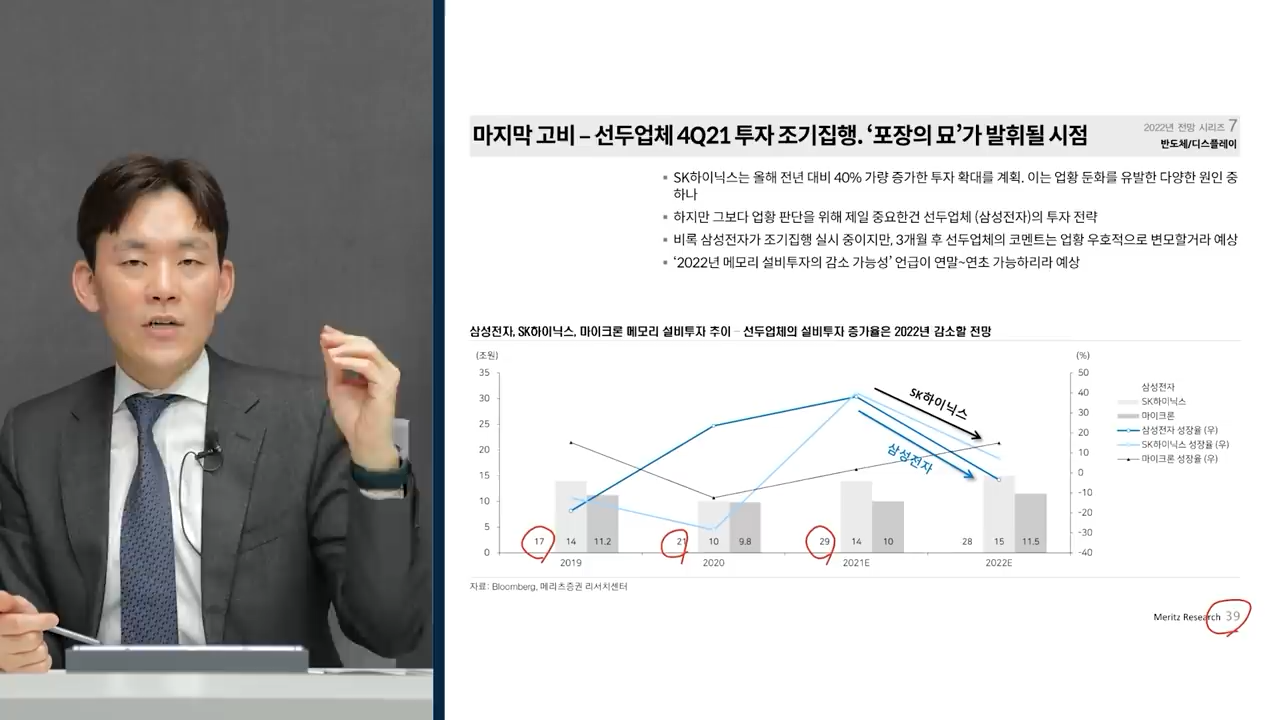 마지막 고비 – 선두업체 4Q21 투자 조기집행. ‘포장의 묘’가 발휘될 시점
2022년 전망 시리즈 7
반도체/디스플레이
▪ SK하이닉스는 올해 전년 대비 40% 가량 증가한 투자 확대를 계획. 이는 업황 둔화를 유발한 다양한 원인 중
하나
▪ 하지만 그보다 업황 판단을 위해 제일 중요한건 선두업체 (삼성전자)의 투자 전략
▪ 비록 삼성전자가 조기집행 실시 중이지만, 3개월 후 선두업체의 코멘트는 업황 우호적으로 변모할거라 예상
▪ ‘2022년 메모리 설비투자의 감소 가능성’ 언급이 연말~연초 가능하리라 예상
삼성전자, SK하이닉스, 마이크론 메모리 설비투자 추이 – 선두업체의 설비투자 증가율은 2022년 감소할 전망
(조원)
(%)
35
30
25
20
15
10
5
0
50
40
30
20
10
0
-10
-20
-30
-40
SK하이닉스
삼성전자
17 14 11.2
21 10 9.8
29 14 10
28 15 11.5
2019 2020 2021E 2022E
삼성전자
SK하이닉스
마이크론
삼성전자 성장율 (우)
SK하이닉스 성장율 (우)
마이크론 성장율 (우)
자료: Bloomberg, 메리츠증권 리서치센터
Meritz Research 39